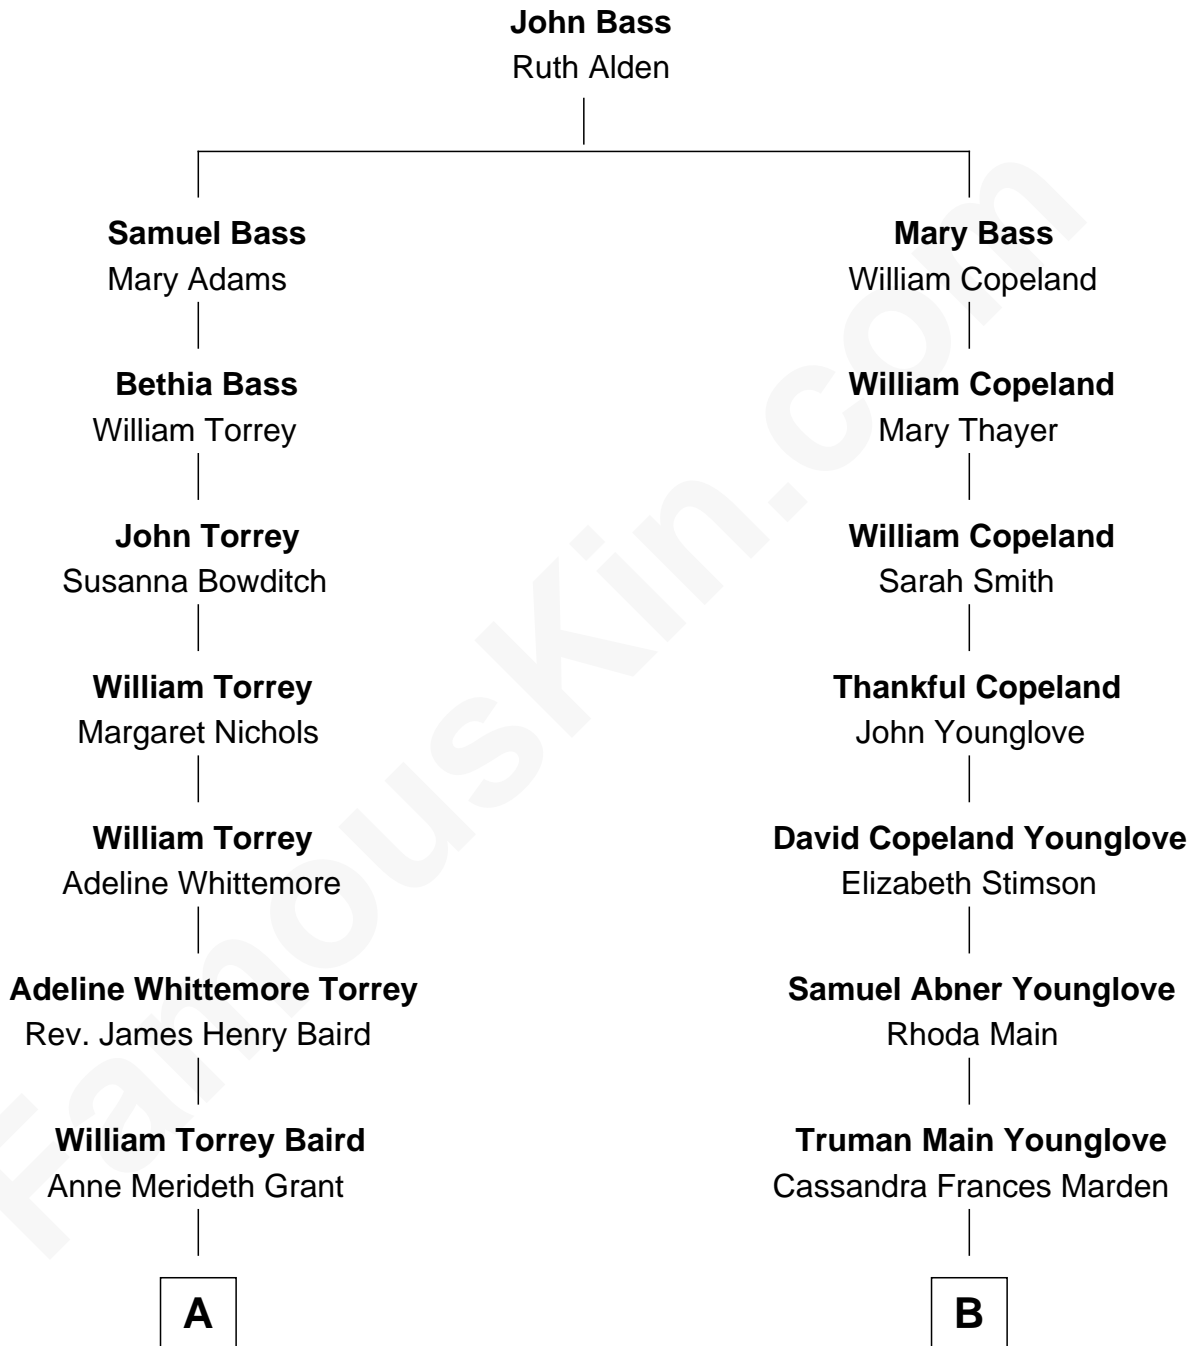 John Bass
Ruth Alden
Samuel Bass
Mary Adams
Mary Bass
William Copeland
Bethia Bass
William Torrey
William Copeland
Mary Thayer
John Torrey
Susanna Bowditch
William Copeland
Sarah Smith
William Torrey
Margaret Nichols
Thankful Copeland
John Younglove
William Torrey
Adeline Whittemore
David Copeland Younglove
Elizabeth Stimson
Adeline Whittemore Torrey
Rev. James Henry Baird
Samuel Abner Younglove
Rhoda Main
William Torrey Baird
Anne Merideth Grant
Truman Main Younglove
Cassandra Frances Marden
A
B
FamousKin.com